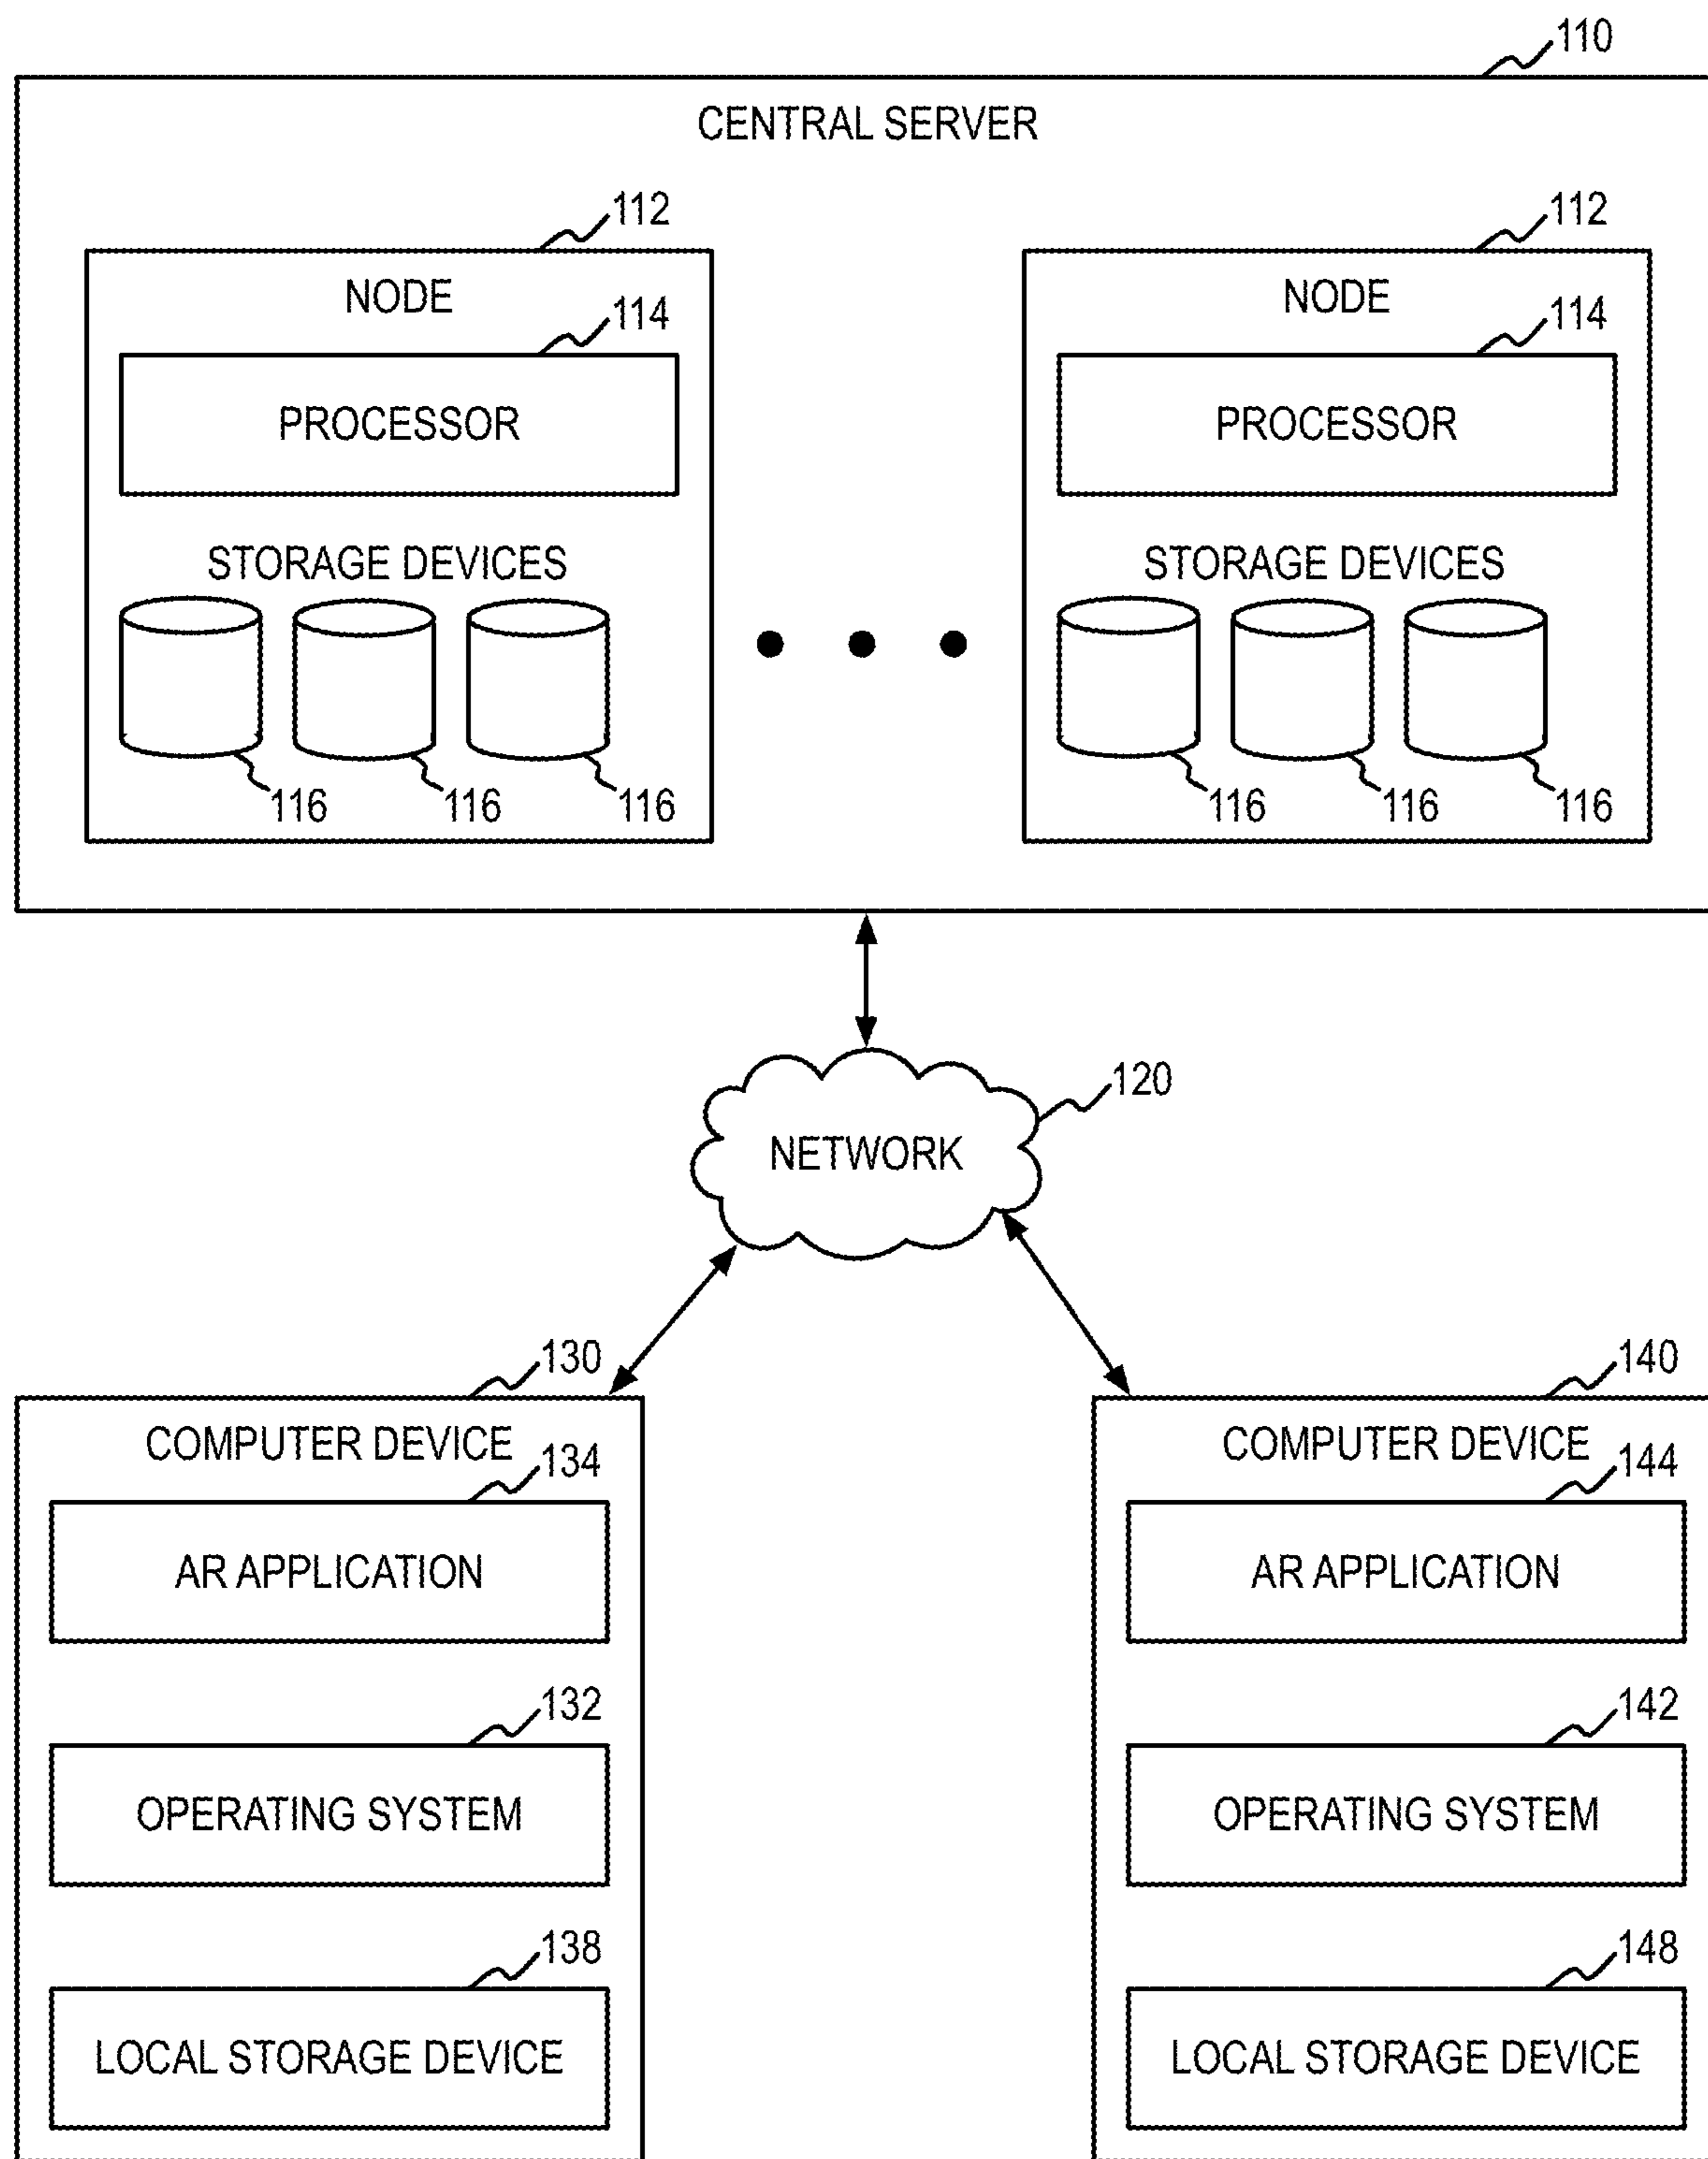 110
CENTRAL SERVER
112
112
NODE
NODE
114
114
PROCESSOR
PROCESSOR
STORAGE DEVICES
STORAGE DEVICES
116
116
116
116
116
116
120
NETWORK
130
140
COMPUTER DEVICE
COMPUTER DEVICE
134
144
AR APPLICATION
AR APPLICATION
132
142
OPERATING SYSTEM
OPERATING SYSTEM
138
148
LOCAL STORAGE DEVICE
LOCAL STORAGE DEVICE